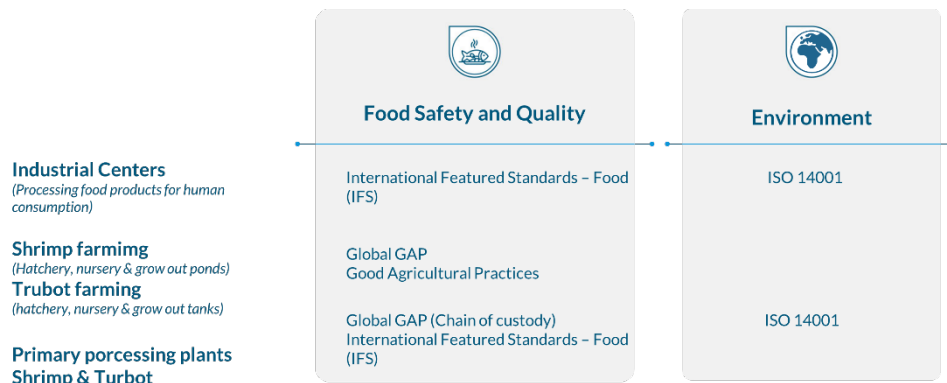 Food Safety and Quality
Environment
Industrial Centers
(Processing food products for human
consumption)
International Featured Standards – Food
(IFS)
ISO 14001
Shrimp farmimg
(Hatchery, nursery & grow out ponds)
Global GAP
Good Agricultural Practices
Trubot farming
(hatchery, nursery & grow out tanks)
Global GAP (Chain of custody)
International Featured Standards – Food
(IFS)
ISO 14001
Primary porcessing plants
Shrimp & Turbot